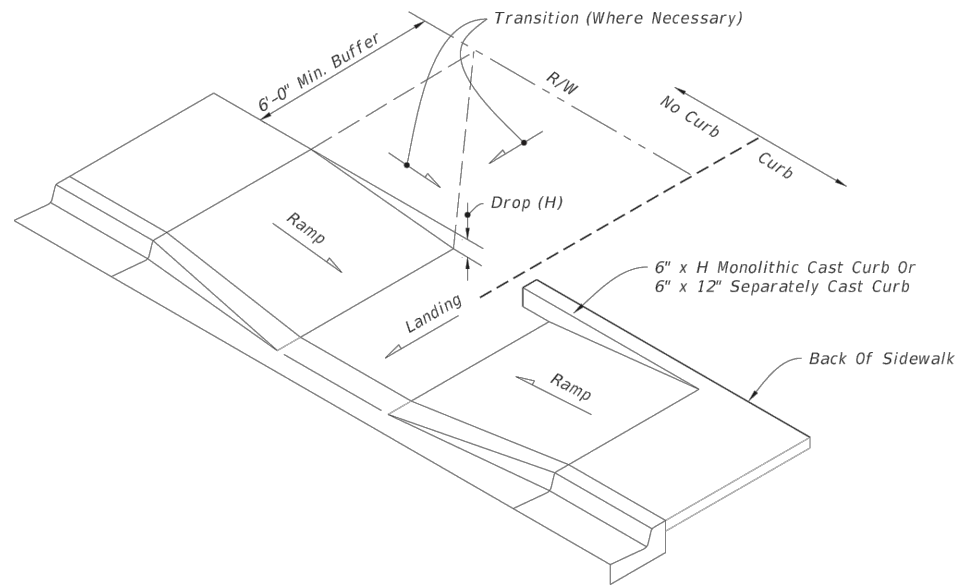 Transition (Where Necessary)
6'-0" Min. Buffer
R/W
No Curb
Curb
Drop (H)
Ramp
6" x H Monolithic Cast Curb Or
6" x 12" Separately Cast Curb
Landing
Back Of Sidewalk
Ramp